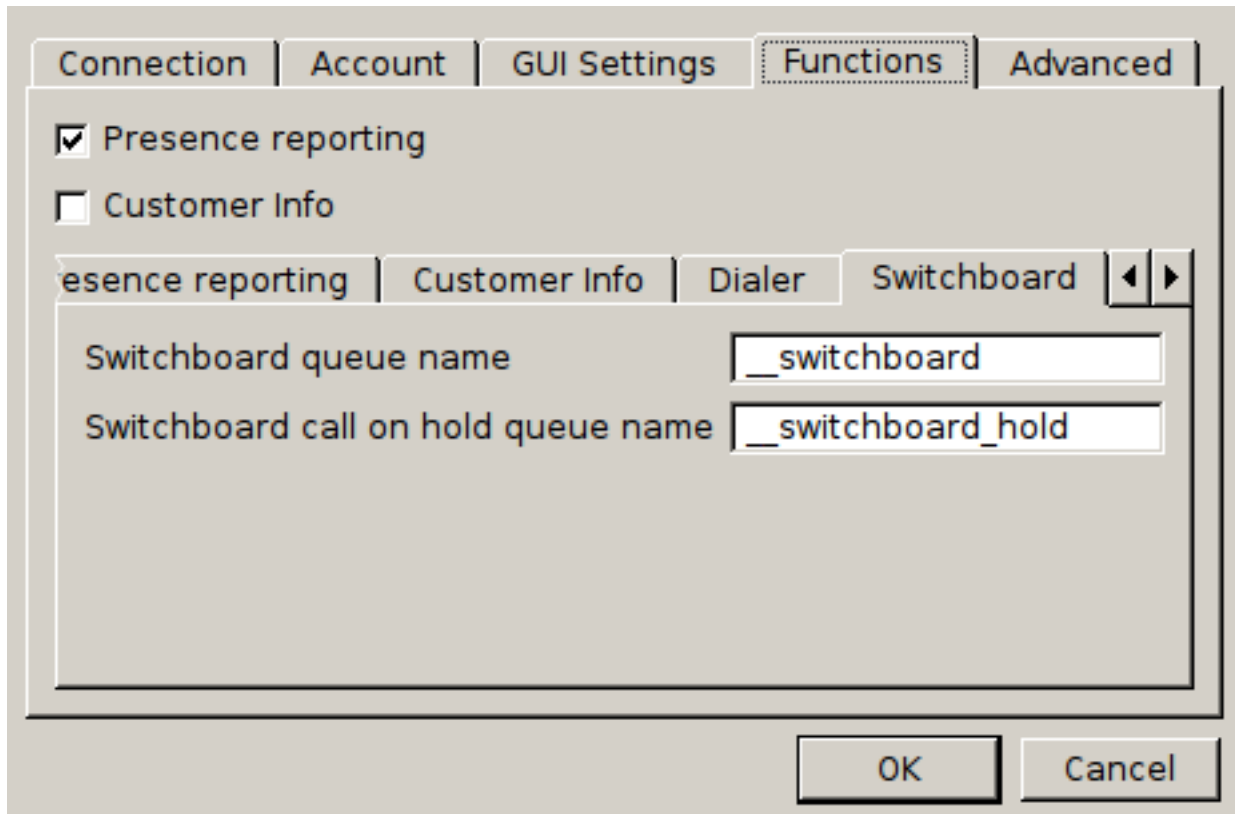 Connection Account GUI Settings Functions Advanced
Presence reporting
Customer Info
esence reporting Customer Info Dialer Switchboard
Switchboard queue name __switchboard
Switchboard call on hold queue name __switchboard_hold
OK Cancel